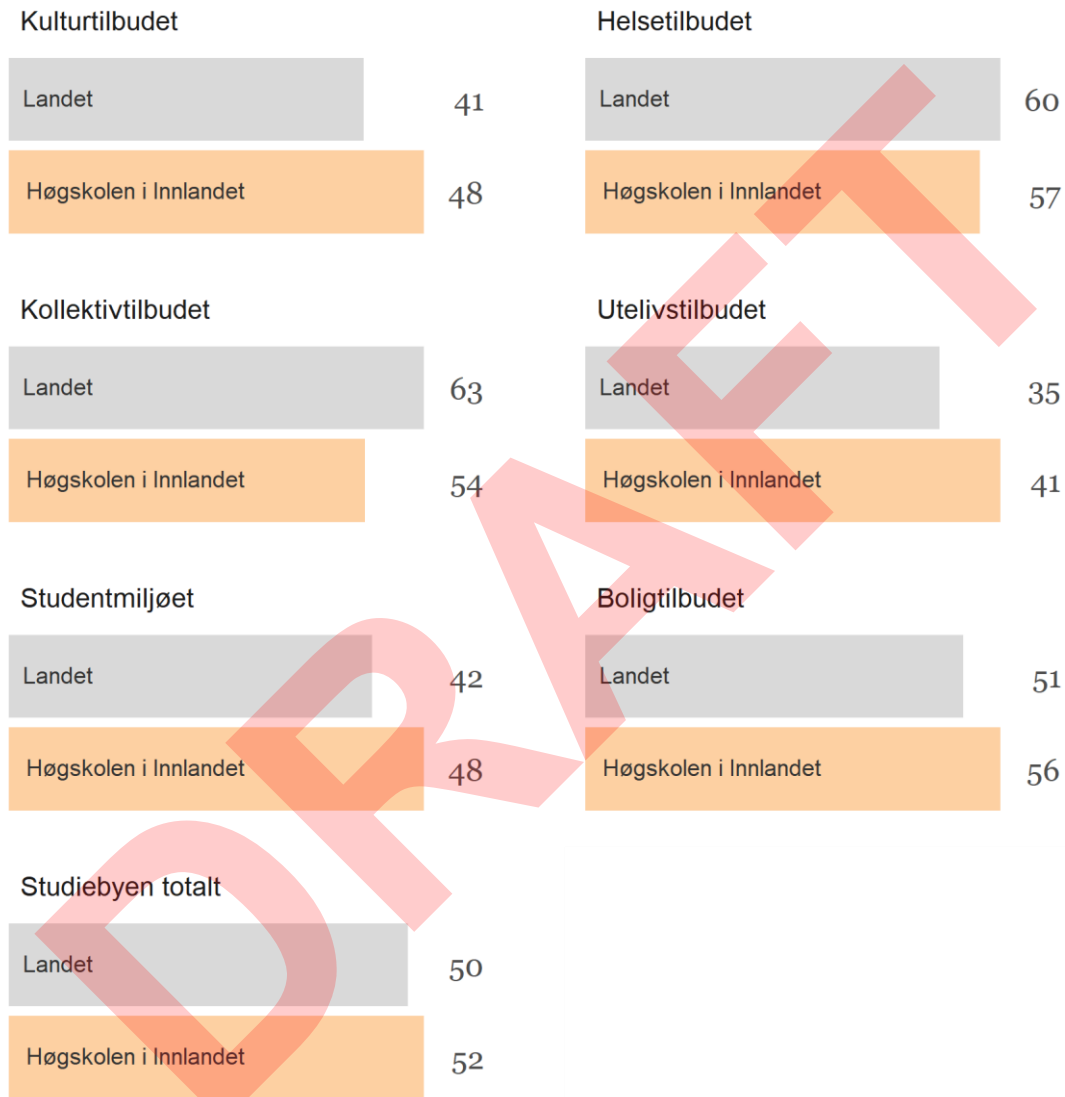 Kulturtilbudet
Landet 41
Høgskolen i Innlandet 48
Helsetilbudet
Landet 60
Høgskolen i Innlandet 57
Kollektivtilbudet
Landet 63
Høgskolen i Innlandet 54
Utelivstilbudet
Landet 35
Høgskolen i Innlandet 41
Studentmiljøet
Landet 42
Høgskolen i Innlandet 48
Boligtilbudet
Landet 51
Høgskolen i Innlandet 56
Studiebyen totalt
Landet 50
Høgskolen i Innlandet 52
DRAFT